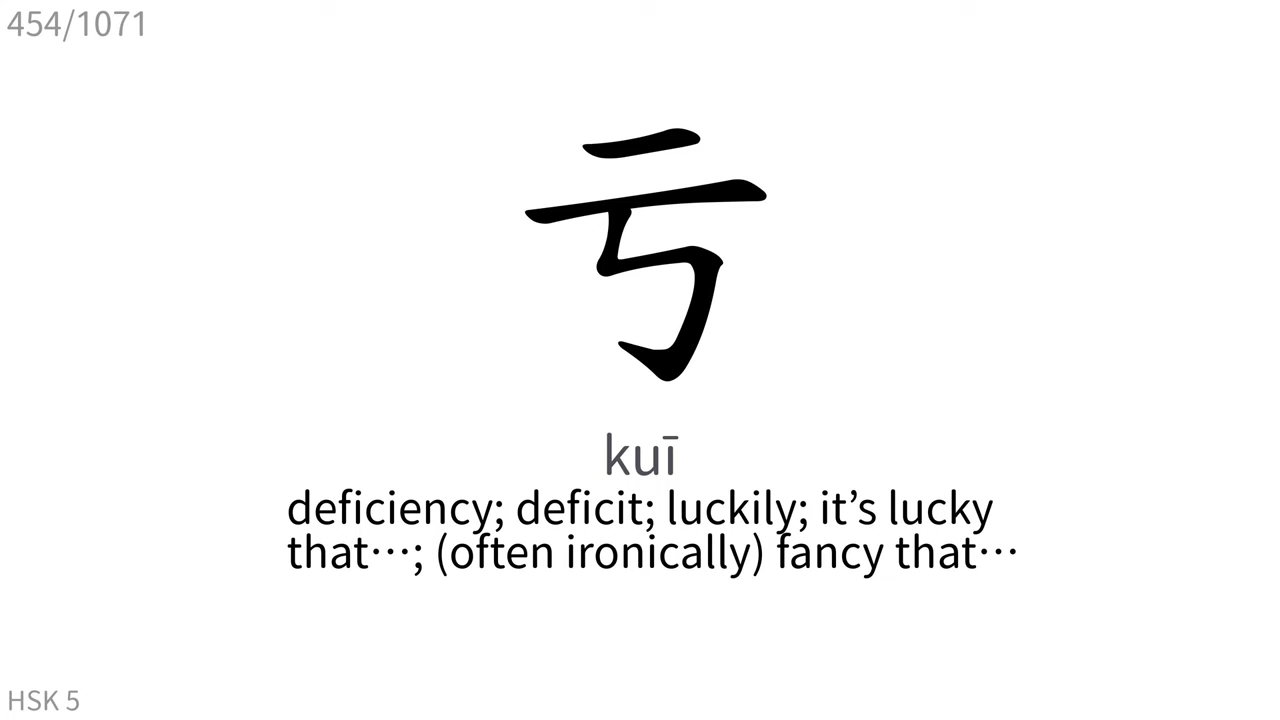 454/1071
亏
kuī
deficiency; deficit; luckily; it’s lucky
that⋯; (often ironically) fancy that⋯
HSK 5